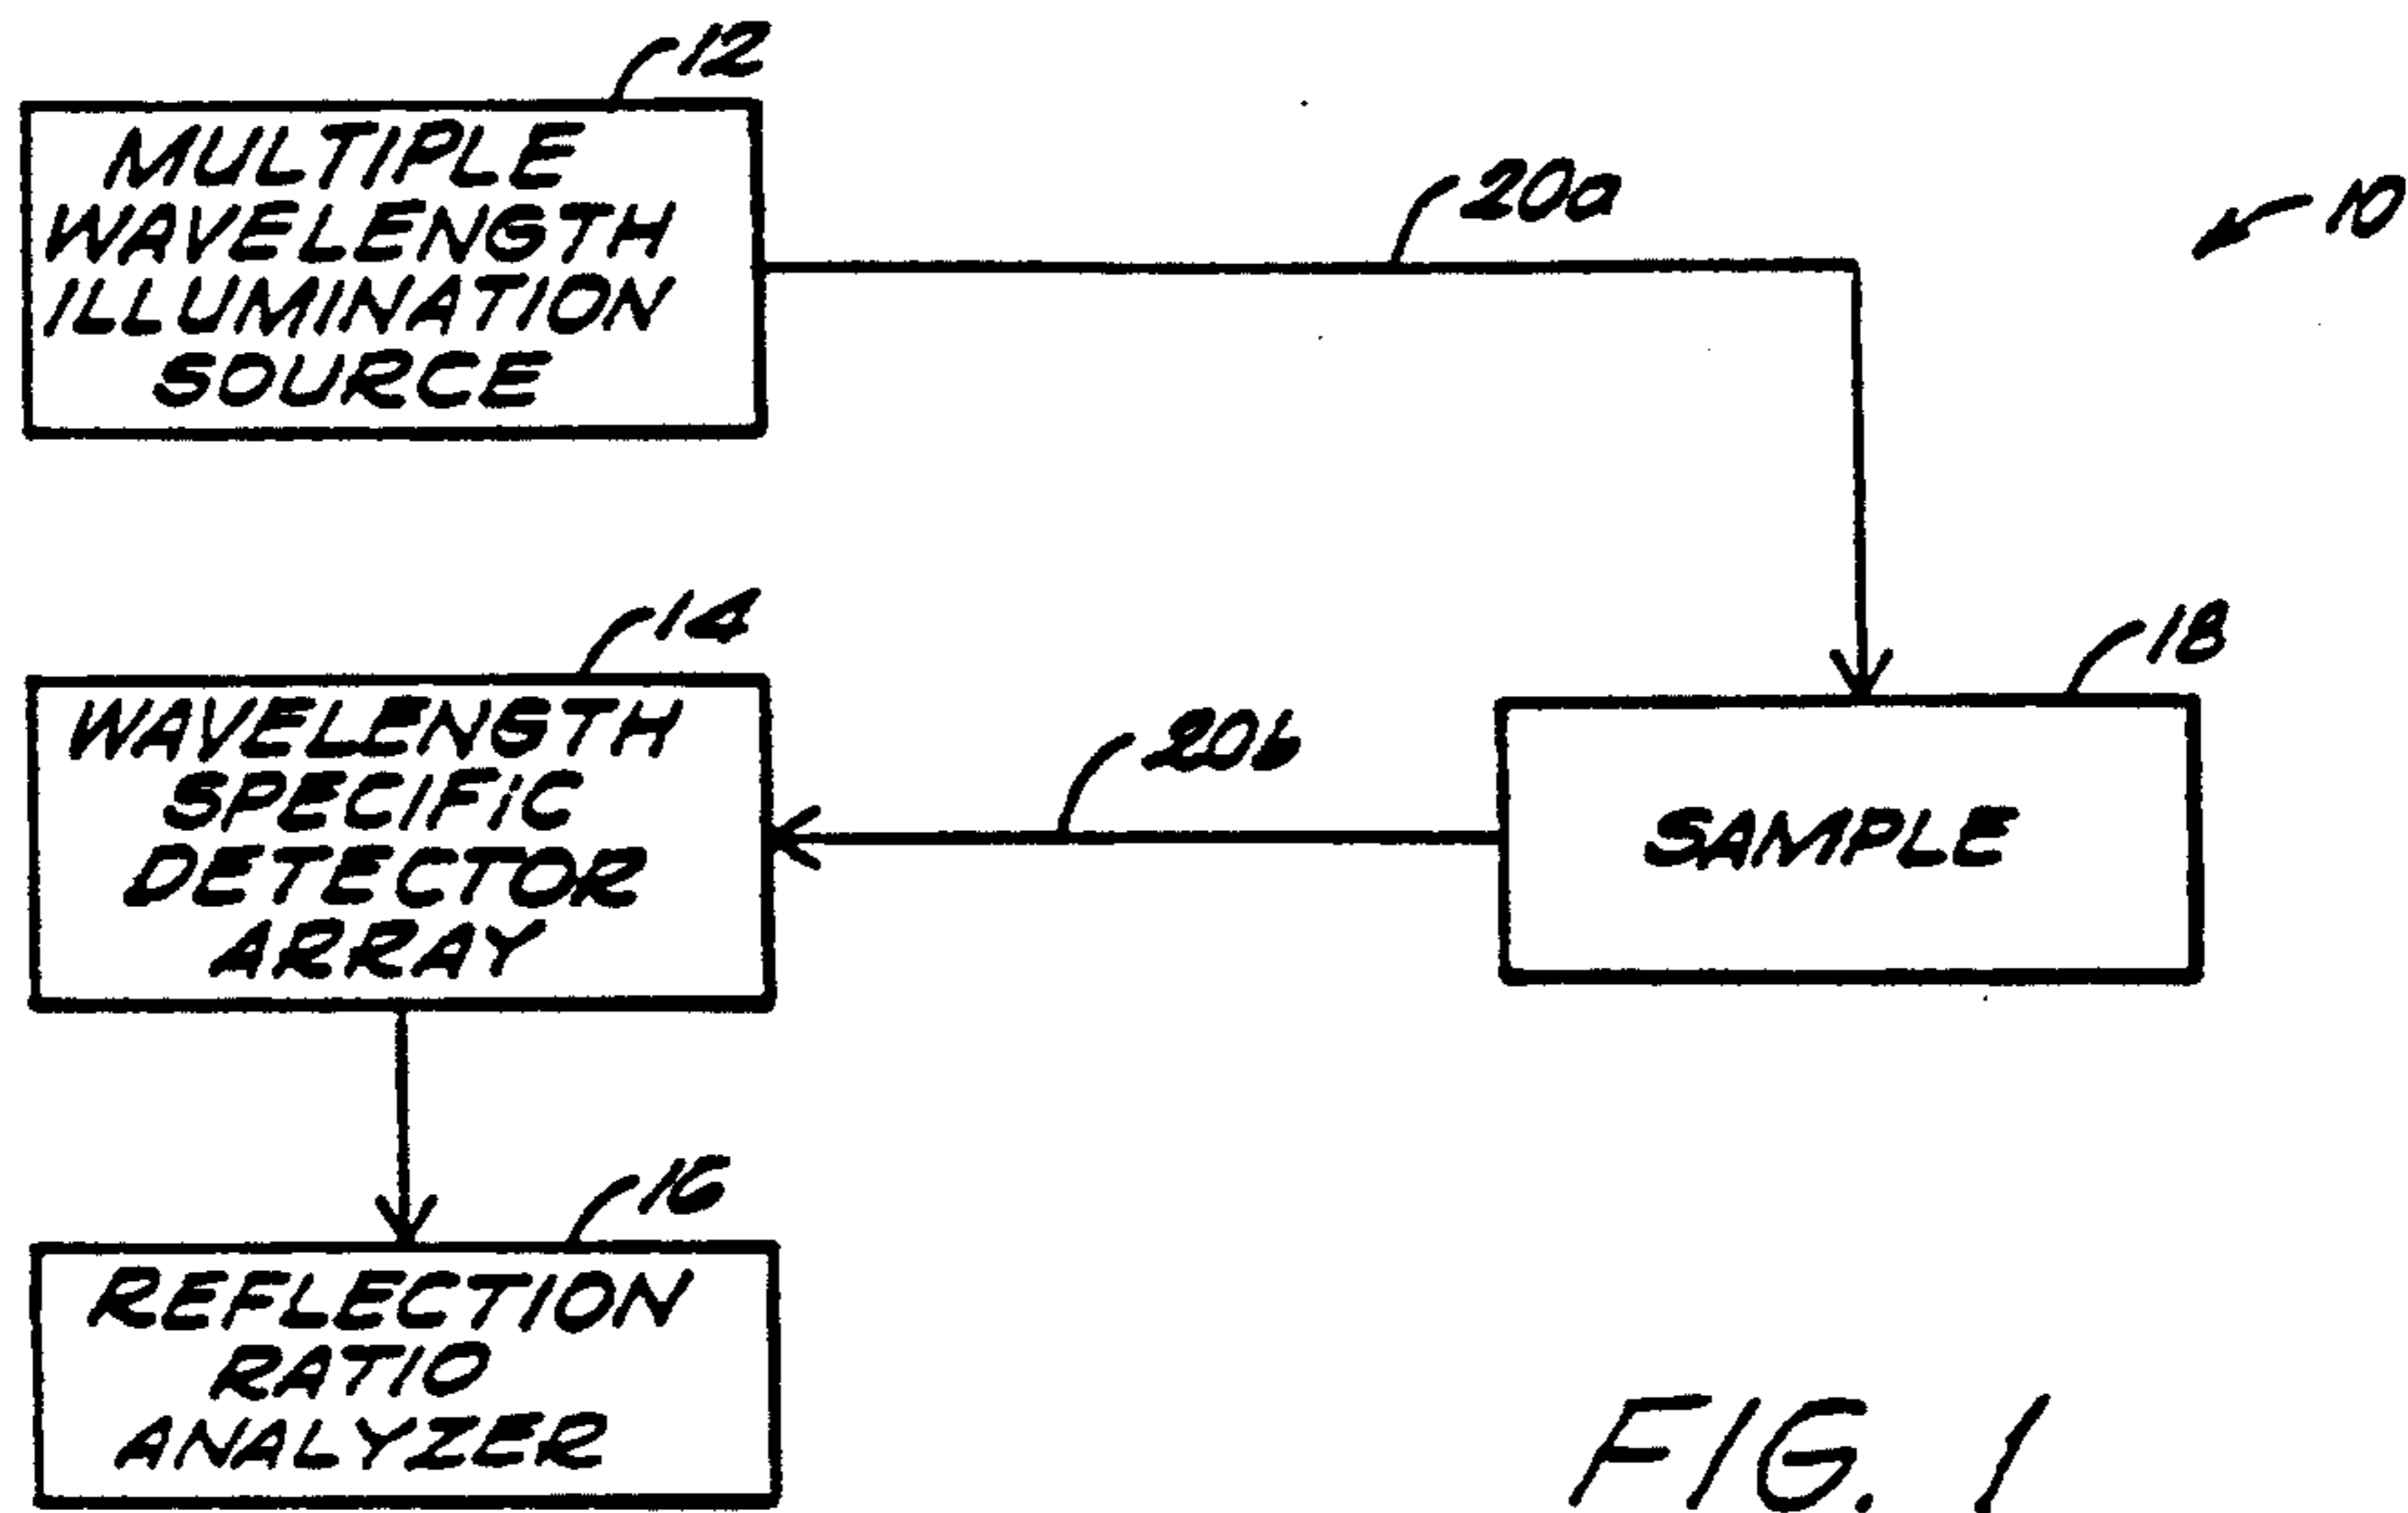 12
MULTIPLE
WAVELENGTH
ILLUMINATION
SOURCE
20a
10
14
WAVELENGTH
SPECIFIC
DETECTOR
ARRAY
20b
18
SAMPLE
16
REFLECTION
RATIO
ANALYZER
FIG. 1